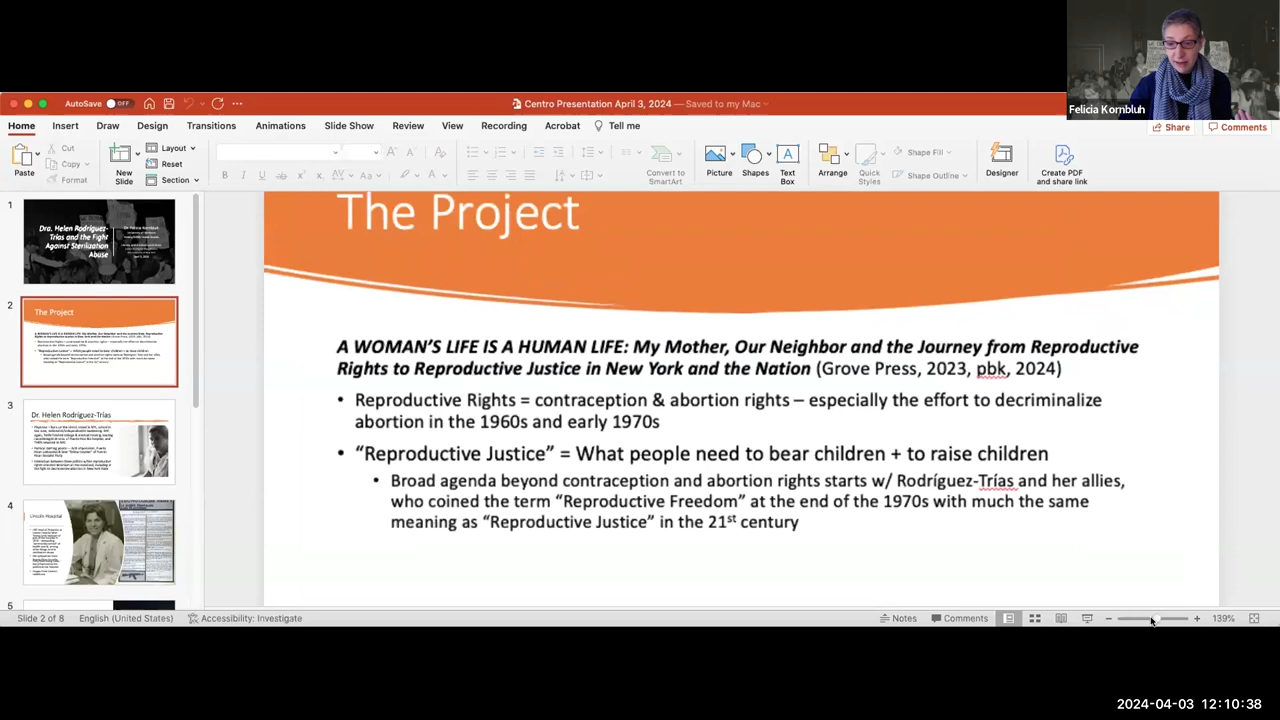 Felicia Kornbluh
AutoSave OFF
Centro Presentation April 3, 2024 — Saved to my Mac
Home Insert Draw Design Transitions Animations Slide Show Review View Recording Acrobat Tell me
Share Comments
Paste
Cut
Copy
Format
New Slide
Layout
Reset
Section
Convert to SmartArt
Picture
Shapes
Text Box
Arrange
Quick Styles
Shape Fill
Shape Outline
Designer
Create PDF and share link
1
Dra. Helen Rodríguez-
Trías and the Fight
Against Sterilization
Abuse
2
The Project
3
Dr. Helen Rodriguez-Trias
4
Lincoln Hospital
5
The Project
A WOMAN’S LIFE IS A HUMAN LIFE: My Mother, Our Neighbor, and the Journey from Reproductive
Rights to Reproductive Justice in New York and the Nation (Grove Press, 2023, pbk, 2024)
• Reproductive Rights = contraception & abortion rights – especially the effort to decriminalize
abortion in the 1960s and early 1970s
• “Reproductive Justice” = What people need to bear children + to raise children
• Broad agenda beyond contraception and abortion rights starts w/ Rodríguez-Trías and her allies,
who coined the term “Reproductive Freedom” at the end of the 1970s with much the same
meaning as “Reproductive Justice” in the 21st century
Slide 2 of 8 English (United States) Accessibility: Investigate Notes Comments 139%
2024-04-03 12:10:38